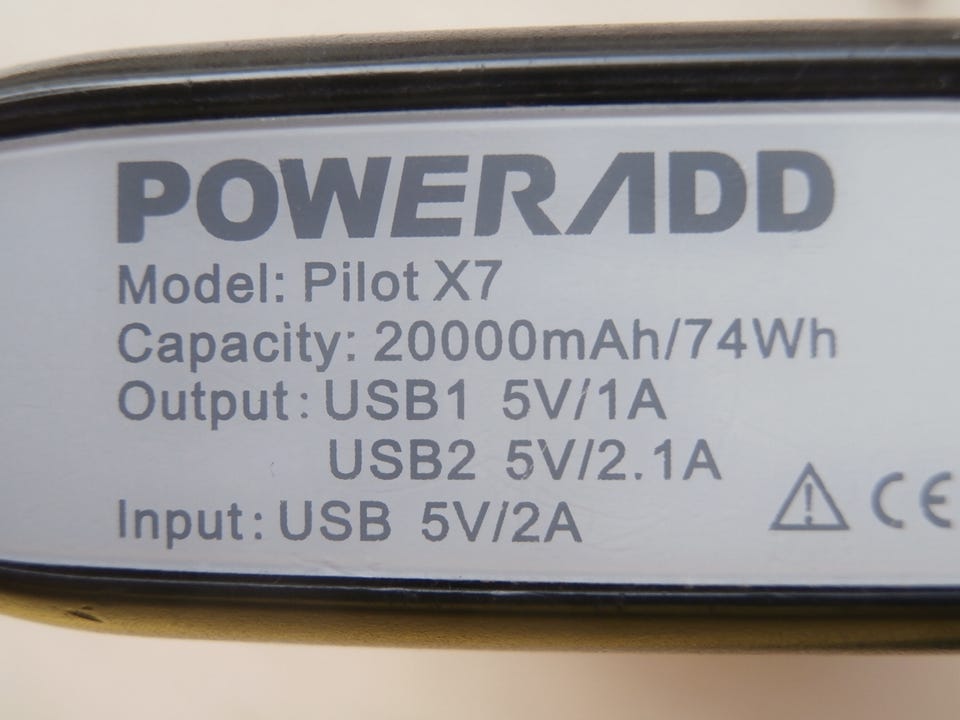 POWERADD
Model: Pilot X7
Capacity: 20000mAh/74Wh
Output: USB1 5V/1A
USB2 5V/2.1A
Input: USB 5V/2A
CE